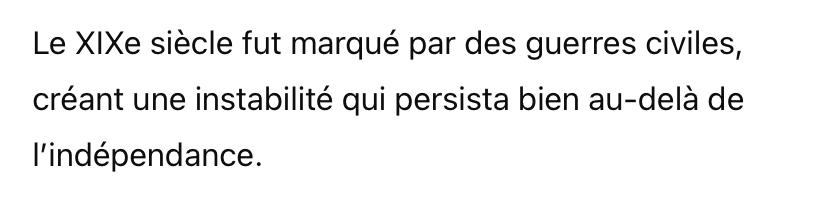 Le XIXe siècle fut marqué par des guerres civiles,
créant une instabilité qui persista bien au-delà de
l’indépendance.